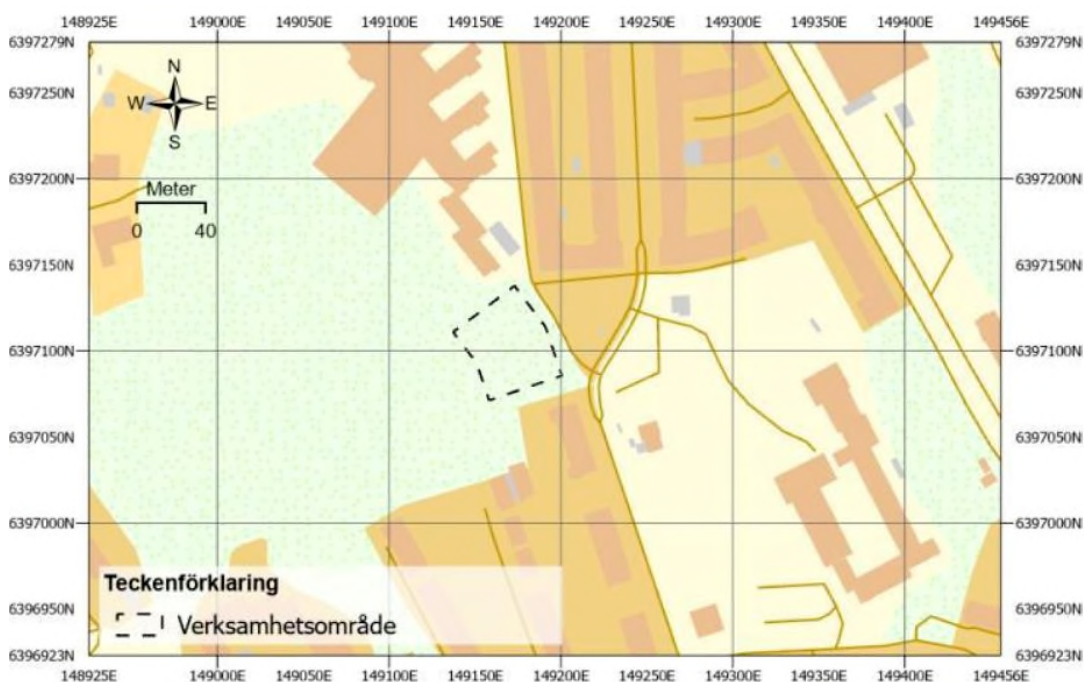 148925E 149000E 149050E 149100E 149150E 149200E 149250E 149300E 149350E 149400E 149456E
6397279N 6397279N
N
6397250N W E 6397250N
S
6397200N Meter 6397200N
0 40
6397150N 6397150N
6397100N 6397100N
6397050N 6397050N
6397000N 6397000N
Teckenförklaring
6396950N Verksamhetsområde 6396950N
6396923N 6396923N
148925E 149000E 149050E 149100E 149150E 149200E 149250E 149300E 149350E 149400E 149456E